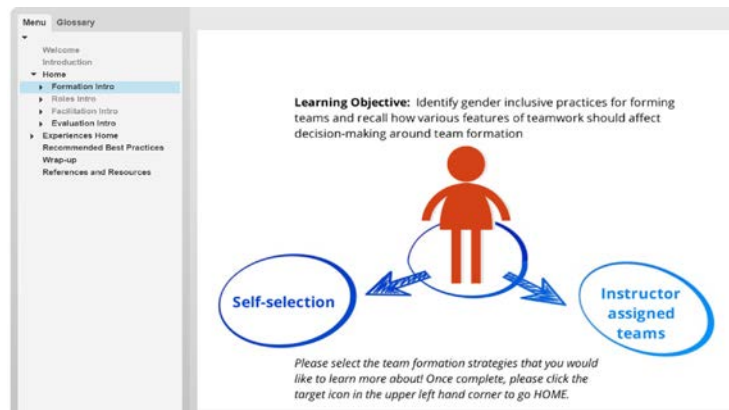 Menu Glossary
Welcome
Introduction
Home
Formation Intro
Roles Intro
Facilitation Intro
Evaluation Intro
Experiences Home
Recommended Best Practices
Wrap-up
References and Resources
Learning Objective: Identify gender inclusive practices for forming
teams and recall how various features of teamwork should affect
decision-making around team formation
Self-selection
Instructor
assigned
teams
Please select the team formation strategies that you would
like to learn more about! Once complete, please click the
target icon in the upper left hand corner to go HOME.